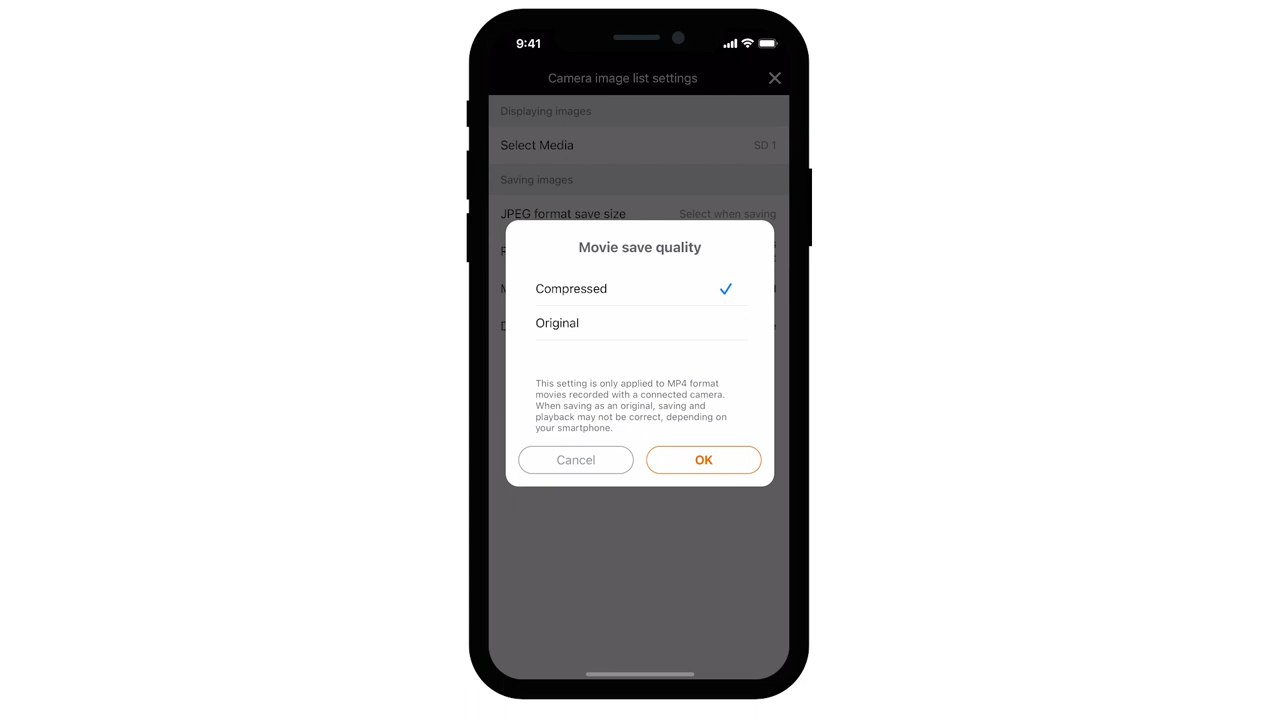 9:41
Camera image list settings
Displaying images
Select Media SD 1
Saving images
JPEG format save size Select when saving
Movie save quality
Compressed
Original
This setting is only applied to MP4 format
movies recorded with a connected camera.
When saving as an original, saving and
playback may not be correct, depending on
your smartphone.
Cancel OK